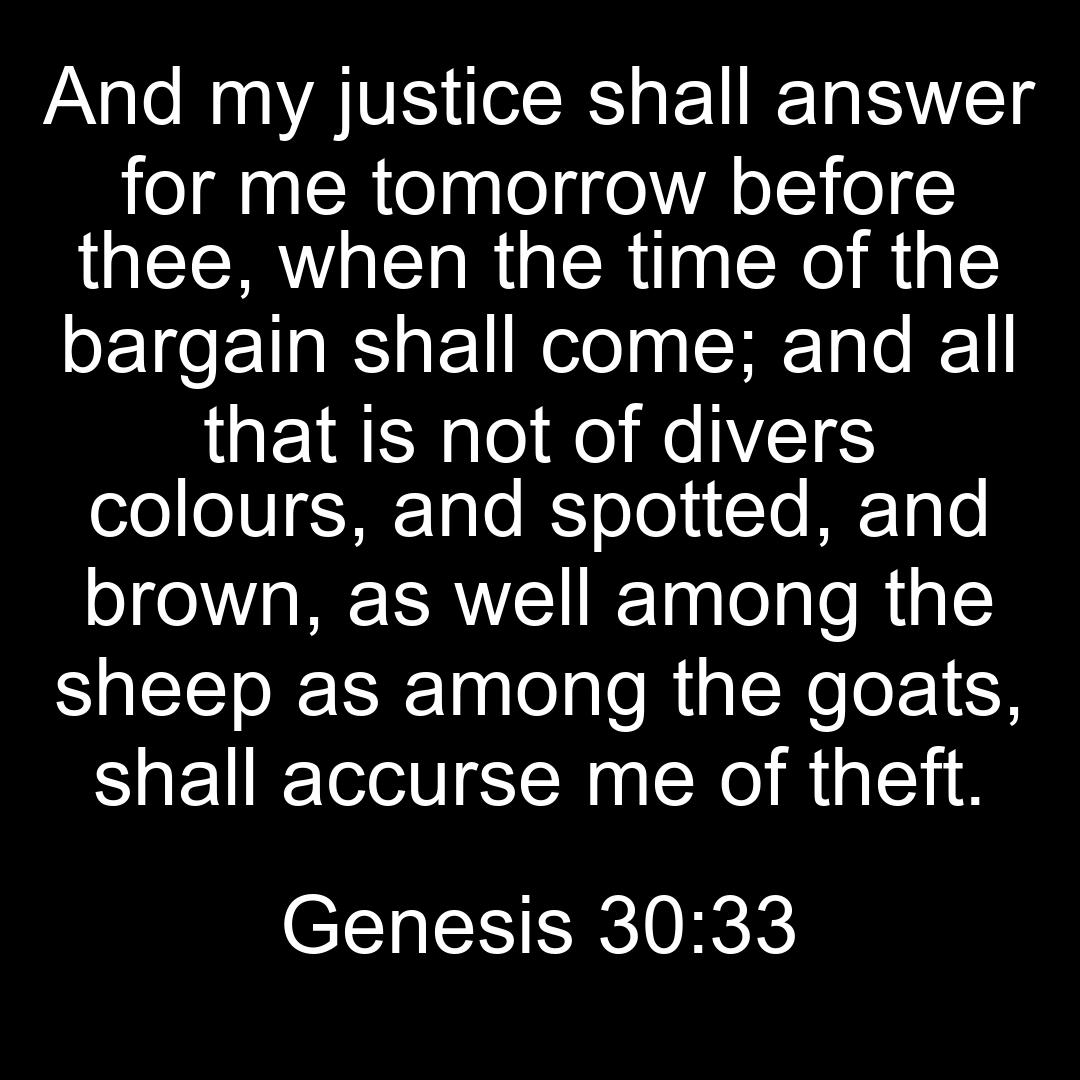 And my justice shall answer
for me tomorrow before
thee, when the time of the
bargain shall come; and all
that is not of divers
colours, and spotted, and
brown, as well among the
sheep as among the goats,
shall accurse me of theft.
Genesis 30:33